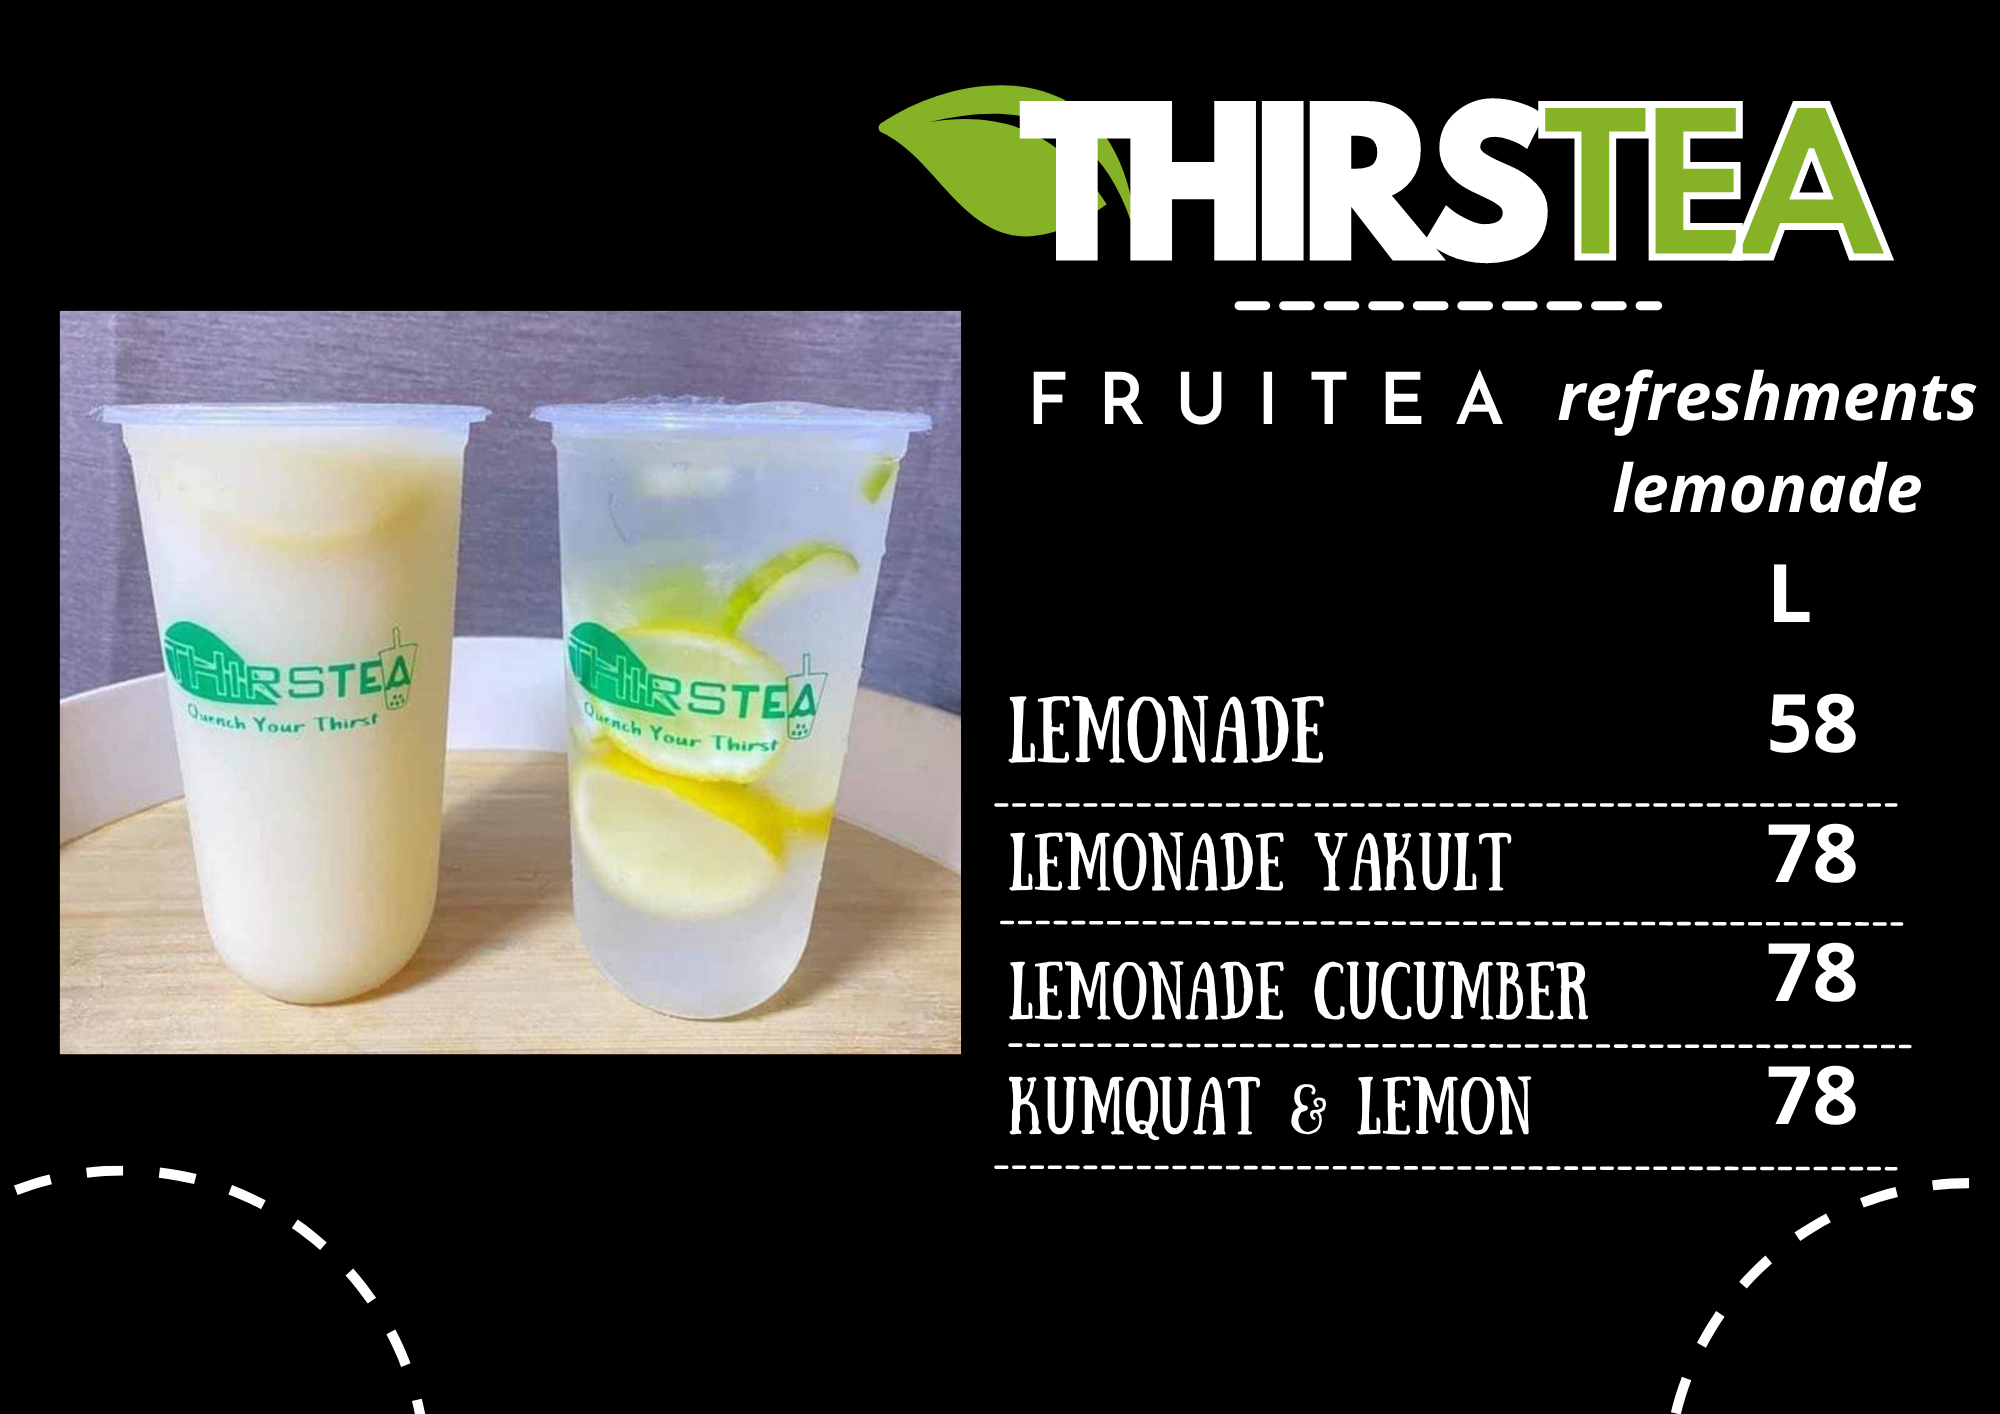 THIRSTEA
FRUITEA refreshments
lemonade
L
LEMONADE 58
LEMONADE YAKULT 78
LEMONADE CUCUMBER 78
KUMQUAT & LEMON 78
THIRSTEA
Quench Your Thirst
THIRSTEA
Quench Your Thirst